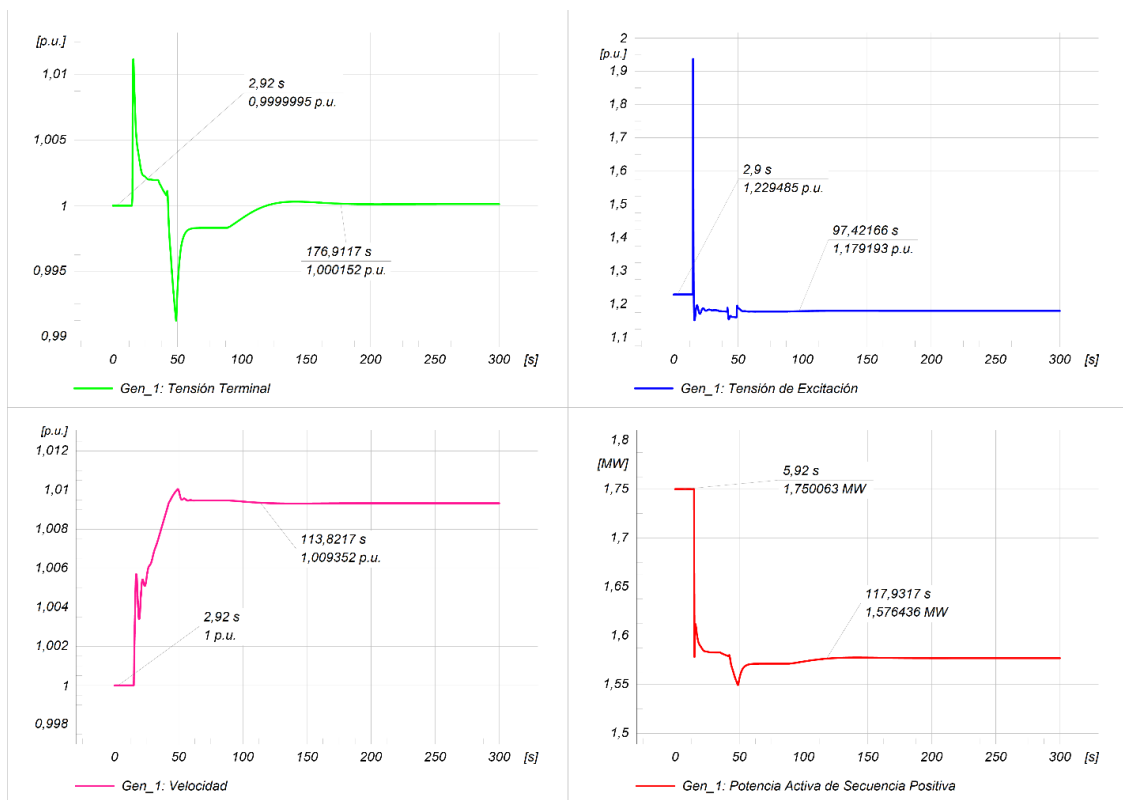 [p.u.]
1,01
1,005
1
0,995
0,99
2,92 s
0,9999995 p.u.
176,9117 s
1,000152 p.u.
0 50 100 150 200 250 300 [s]
Gen_1: Tensión Terminal
2
[p.u.]
1,9
1,8
1,7
1,6
1,5
1,4
1,3
1,2
1,1
2,9 s
1,229485 p.u.
97,42166 s
1,179193 p.u.
0 50 100 150 200 250 300 [s]
Gen_1: Tensión de Excitación
[p.u.]
1,012
1,01
1,008
1,006
1,004
1,002
1
0,998
113,8217 s
1,009352 p.u.
2,92 s
1 p.u.
0 50 100 150 200 250 300 [s]
Gen_1: Velocidad
1,8
[MW]
1,75
1,7
1,65
1,6
1,55
1,5
5,92 s
1,750063 MW
117,9317 s
1,576436 MW
0 50 100 150 200 250 300 [s]
Gen_1: Potencia Activa de Secuencia Positiva